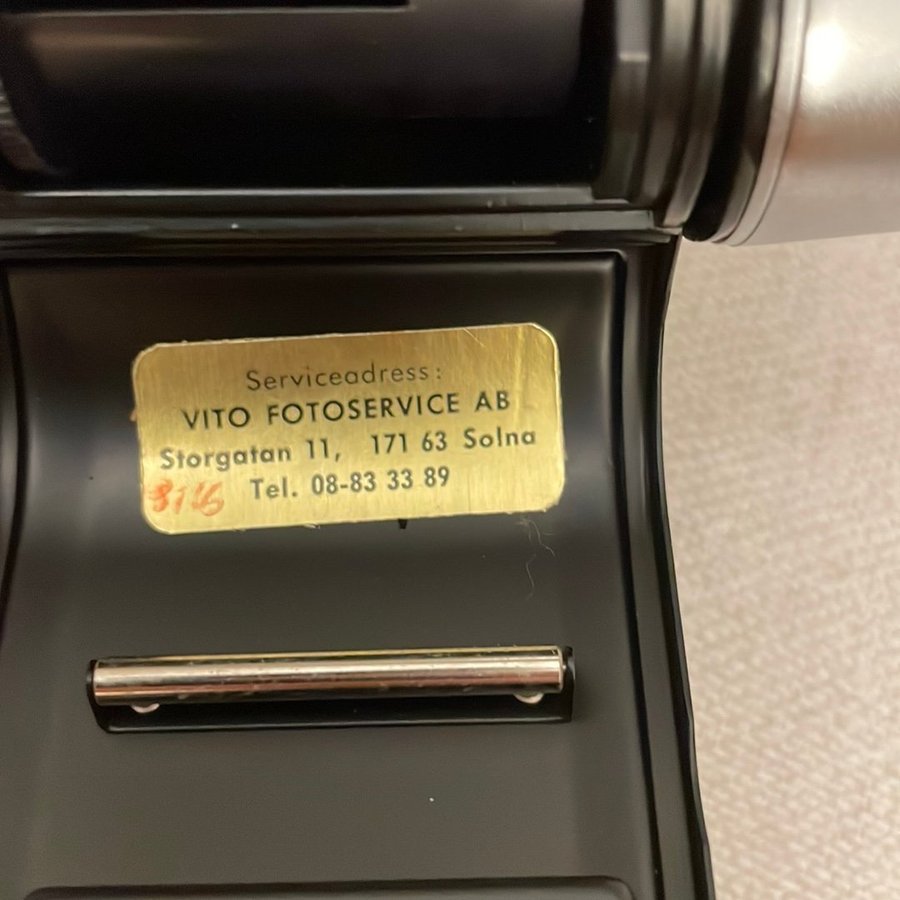 Serviceadress:
VITO FOTOSERVICE AB
Storgatan 11, 171 63 Solna
Tel. 08-83 33 89